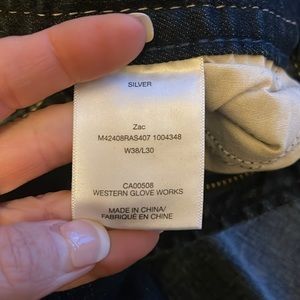 SILVER
Zac
M42408RAS407 1004348
W38/L30
CA00508
WESTERN GLOVE WORKS
MADE IN CHINA/
FABRIQUÉ EN CHINE